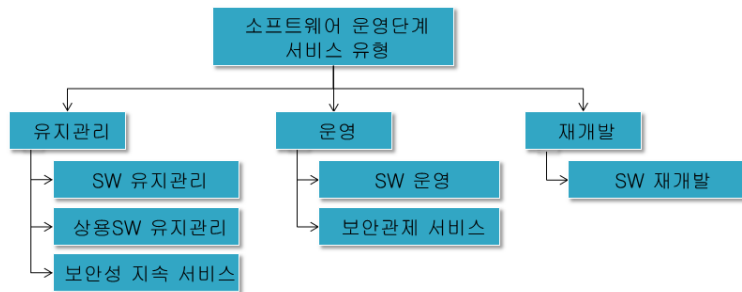 소프트웨어 운영단계
서비스 유형
유지관리
운영
재개발
SW 유지관리
SW 운영
SW 재개발
상용SW 유지관리
보안관제 서비스
보안성 지속 서비스